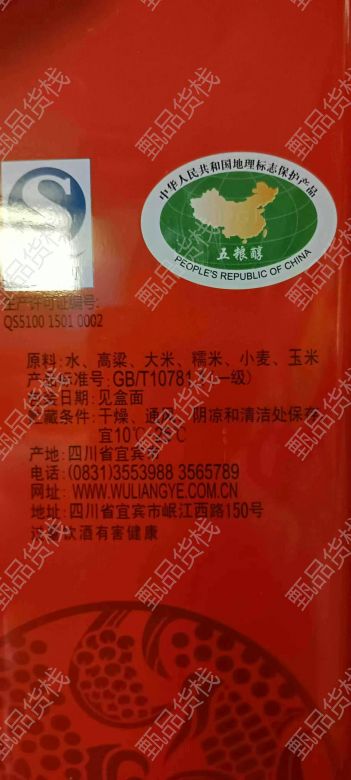 中华人民共和国地理标志保护产品
五粮醇
PEOPLE'S REPUBLIC OF CHINA
生产许可证编号:
QS5100 1501 0002
原料: 水、高粱、大米、糯米、小麦、玉米
产品标准号: GB/T10781 (一级)
日期: 见盒面
贮藏条件: 干燥、通风、阴凉和清洁处保存
宜10℃
产地: 四川省宜宾市
电话: (0831)3553988 3565789
网址: WWW.WULIANGYE.COM.CN
地址: 四川省宜宾市岷江西路150号
过量饮酒有害健康
甄品货栈